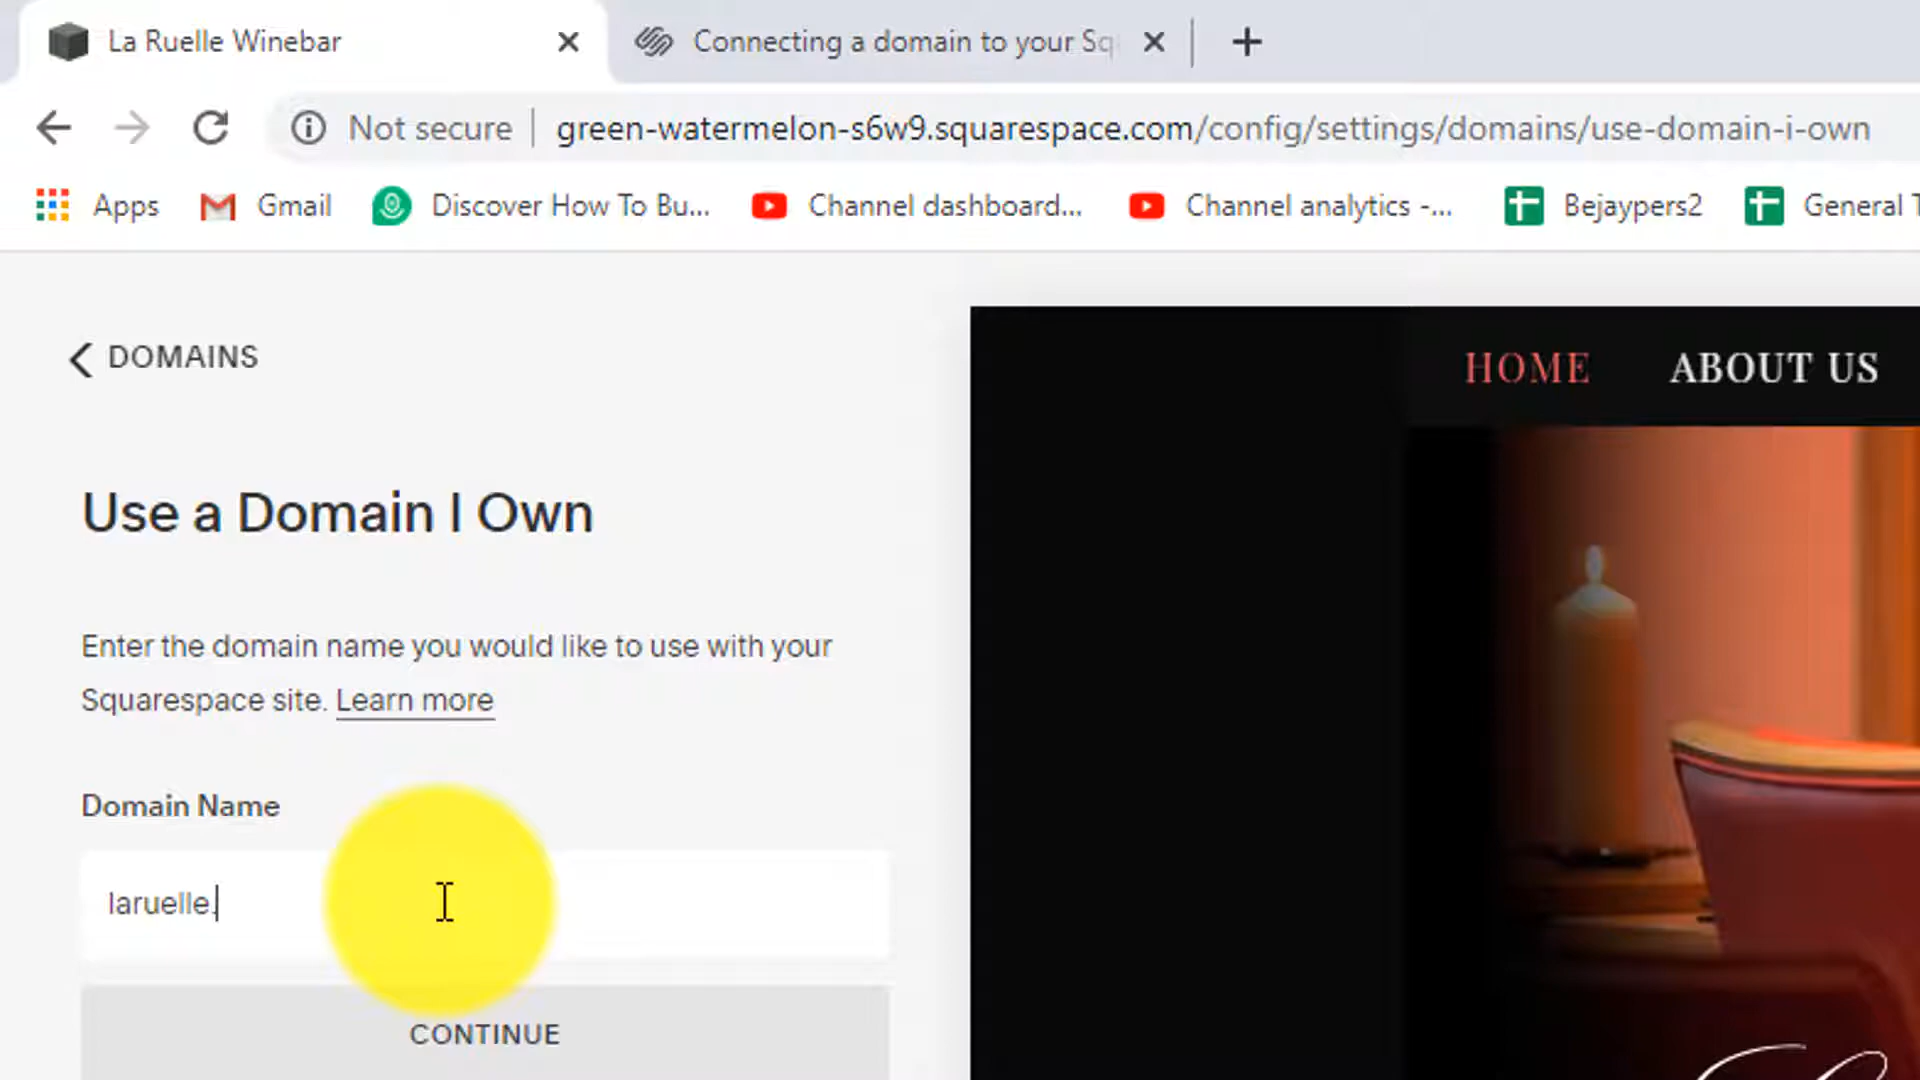 La Ruelle Winebar
Connecting a domain to your Sq
Not secure green-watermelon-s6w9.squarespace.com/config/settings/domains/use-domain-i-own
Apps Gmail Discover How To Bu... Channel dashboard... Channel analytics -... Bejaypers2 General T
DOMAINS
HOME ABOUT US
Use a Domain I Own
Enter the domain name you would like to use with your
Squarespace site. Learn more
Domain Name
laruelle.
CONTINUE